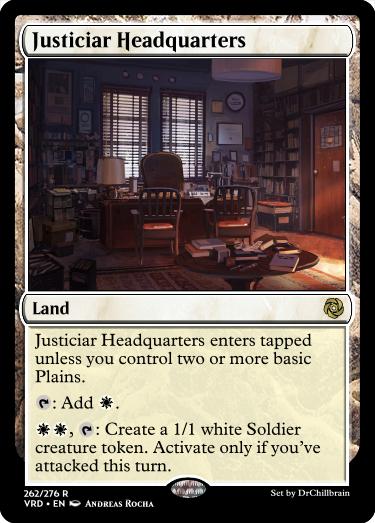 Justiciar Headquarters
Land
Justiciar Headquarters enters tapped
unless you control two or more basic
Plains.
: Add .
, : Create a 1/1 white Soldier
creature token. Activate only if you've
attacked this turn.
262/276 R
VRD • EN Andreas Rocha
Set by DrChillbrain